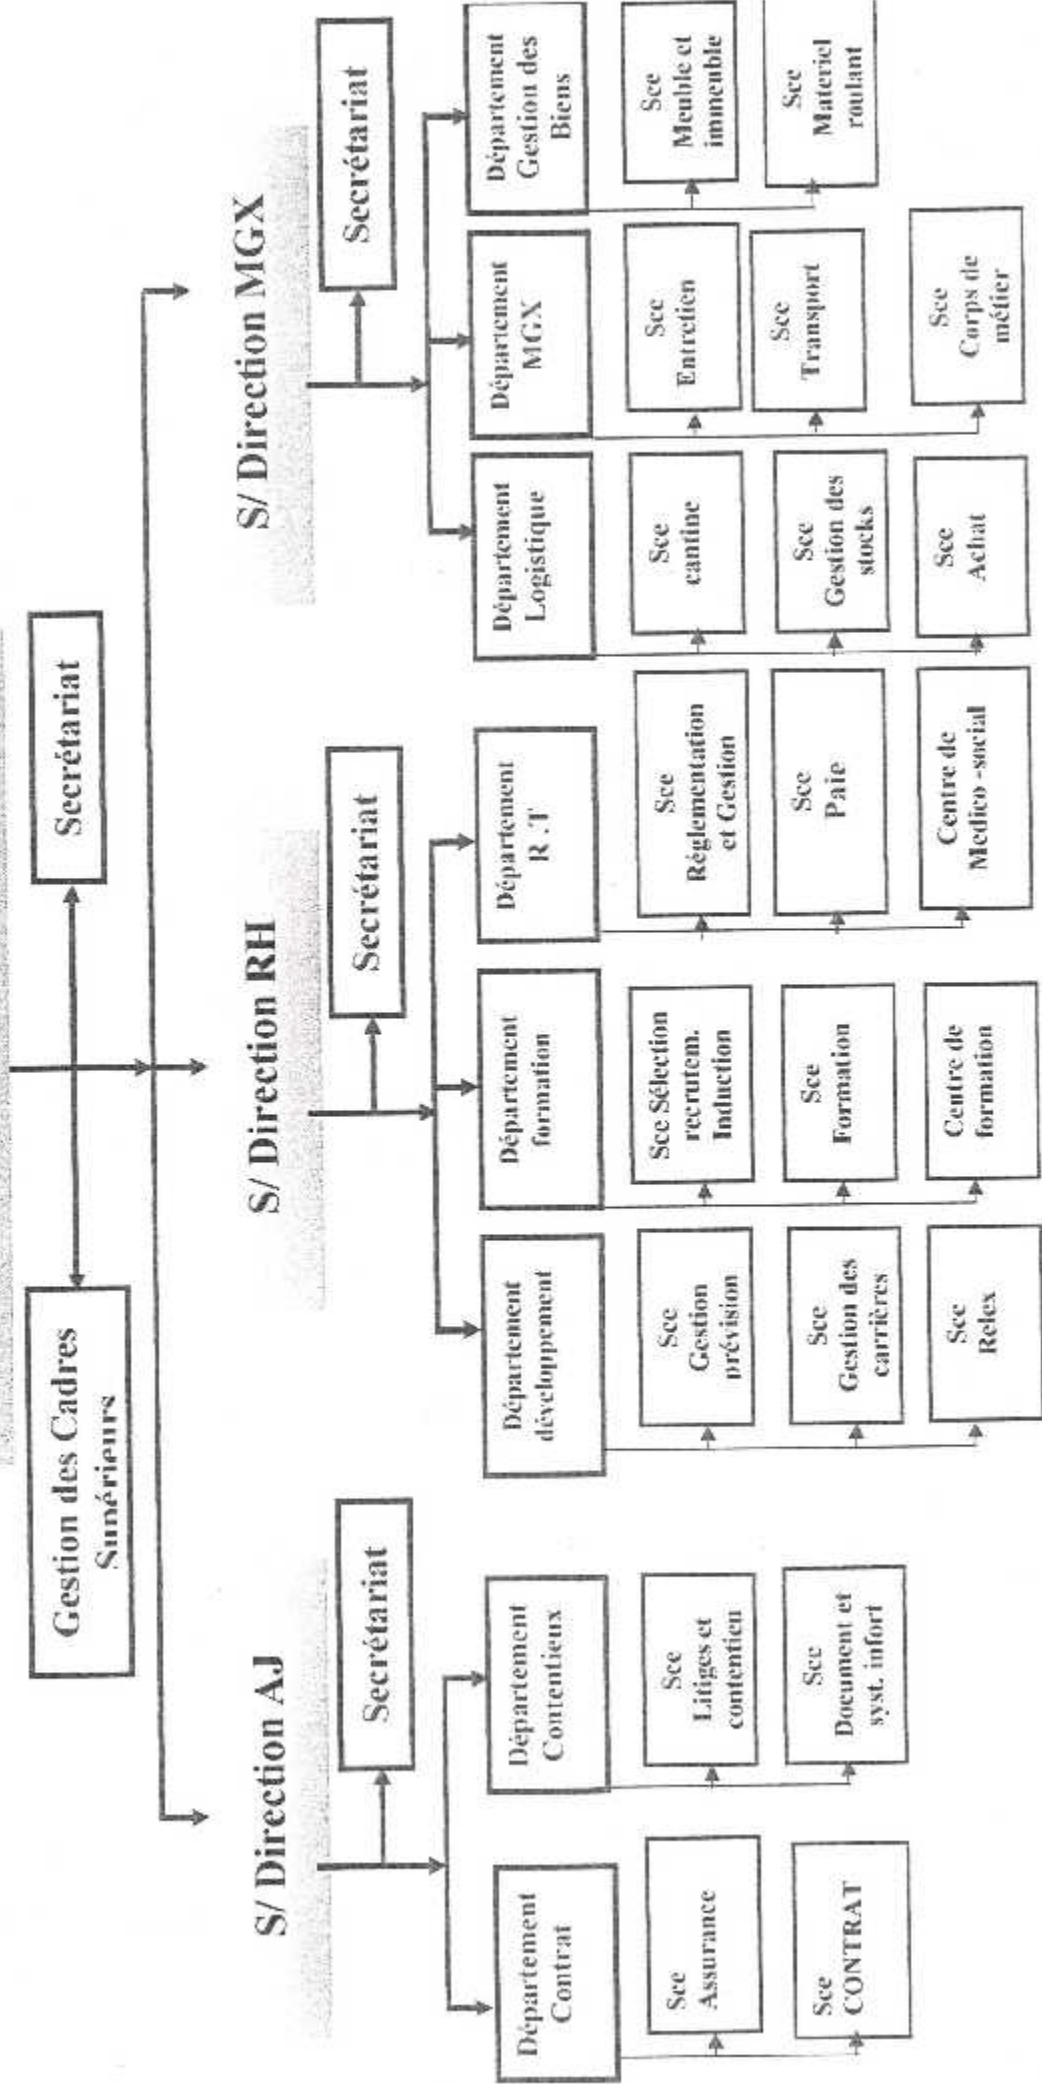 Gestion des Cadres
Supérieurs
Secrétariat
S/ Direction AJ
S/ Direction RH
S/ Direction MGX
Secrétariat
Secrétariat
Secrétariat
Département
Contrat
Département
Contentieux
Département
développement
Département
formation
Département
R.T
Département
Logistique
Département
MGX
Département
Gestion des
Biens
Sce
Assurance
Sce
Litiges et
contentieu
Sce
Gestion
prévision
Sce Sélection
recrutem.
Induction
Sce
Réglementation
et Gestion
Sce
cantine
Sce
Entretien
Sce
Meuble et
immeuble
Sce
CONTRAT
Sce
Document et
syst. infort
Sce
Gestion des
carrières
Sce
Formation
Sce
Paie
Sce
Gestion des
stocks
Sce
Transport
Sce
Materiel
roulant
Sce
Relex
Centre de
formation
Centre de
Medico -social
Sce
Achat
Sce
Corps de
métier